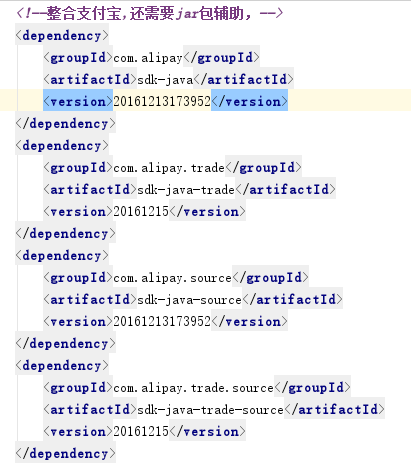 <!--整合支付宝,还需要jar包辅助，-->
<dependency>
<groupId>com.alipay</groupId>
<artifactId>sdk-java</artifactId>
<version>20161213173952</version>
</dependency>
<dependency>
<groupId>com.alipay.trade</groupId>
<artifactId>sdk-java-trade</artifactId>
<version>20161215</version>
</dependency>
<dependency>
<groupId>com.alipay.source</groupId>
<artifactId>sdk-java-source</artifactId>
<version>20161213173952</version>
</dependency>
<dependency>
<groupId>com.alipay.trade.source</groupId>
<artifactId>sdk-java-trade-source</artifactId>
<version>20161215</version>
</dependency>